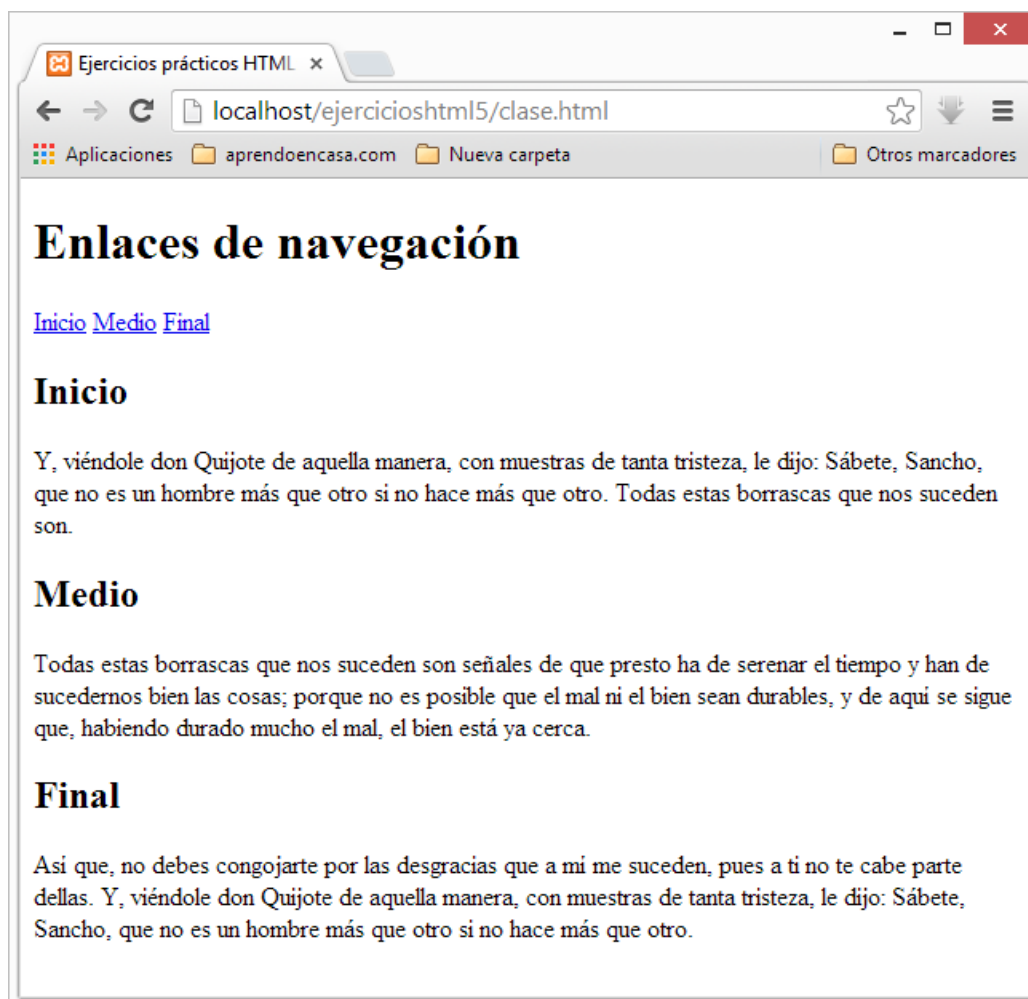 Ejercicios prácticos HTML
localhost/ejercicioshtml5/clase.html
Aplicaciones aprendoencasa.com Nueva carpeta Otros marcadores
Enlaces de navegación
Inicio Medio Final
Inicio
Y, viéndole don Quijote de aquella manera, con muestras de tanta tristeza, le dijo: Sábete, Sancho,
que no es un hombre más que otro si no hace más que otro. Todas estas borrascas que nos suceden
son.
Medio
Todas estas borrascas que nos suceden son señales de que presto ha de serenar el tiempo y han de
sucedernos bien las cosas; porque no es posible que el mal ni el bien sean durables, y de aquí se sigue
que, habiendo durado mucho el mal, el bien está ya cerca.
Final
Así que, no debes congojarte por las desgracias que a mí me suceden, pues a ti no te cabe parte
dellas. Y, viéndole don Quijote de aquella manera, con muestras de tanta tristeza, le dijo: Sábete,
Sancho, que no es un hombre más que otro si no hace más que otro.